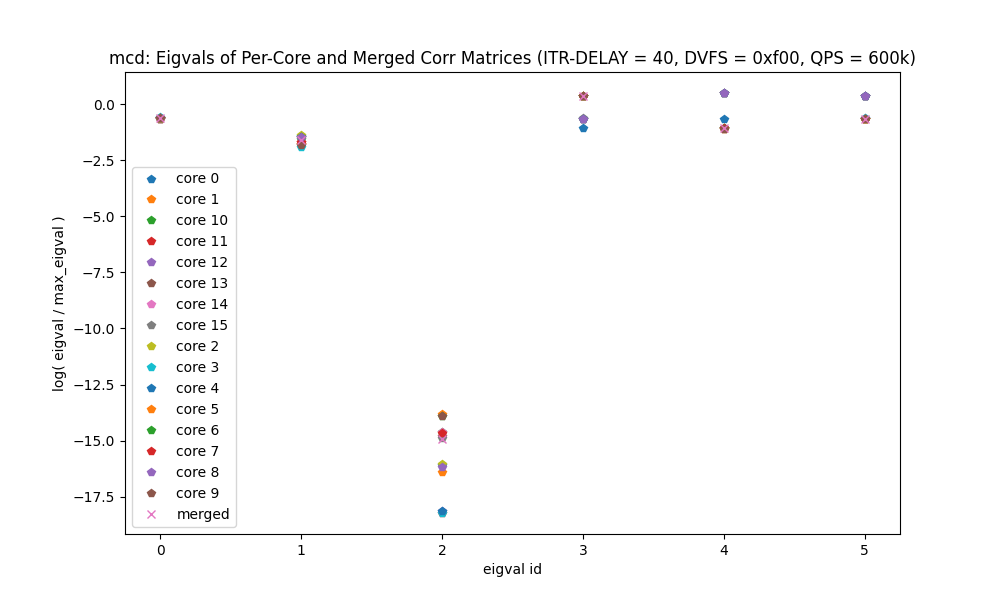 mcd: Eigvals of Per-Core and Merged Corr Matrices (ITR-DELAY = 40, DVFS = 0xf00, QPS = 600k)
log( eigval / max_eigval )
0.0
−2.5
−5.0
−7.5
−10.0
−12.5
−15.0
−17.5
core 0
core 1
core 10
core 11
core 12
core 13
core 14
core 15
core 2
core 3
core 4
core 5
core 6
core 7
core 8
core 9
merged
0
1
2
3
4
5
eigval id